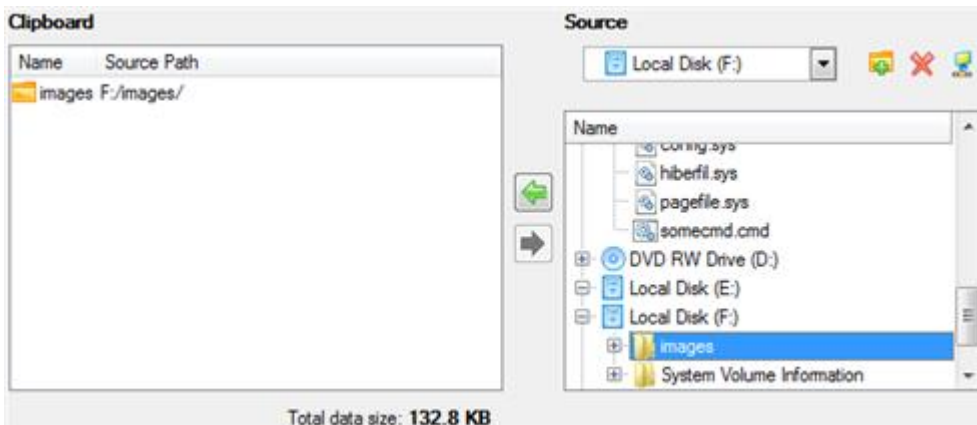 Clipboard
Name Source Path
images F:/images/
Total data size: 132.8 KB
Source
Local Disk (F:)
Name
config.sys
hiberfil.sys
pagefile.sys
somecmd.cmd
DVD RW Drive (D:)
Local Disk (E:)
Local Disk (F:)
images
System Volume Information